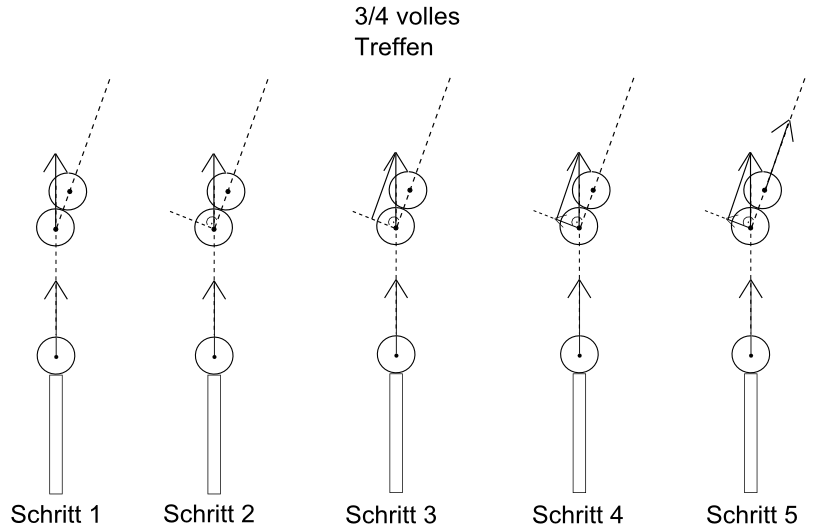 3/4 volles
Treffen
Schritt 1
Schritt 2
Schritt 3
Schritt 4
Schritt 5